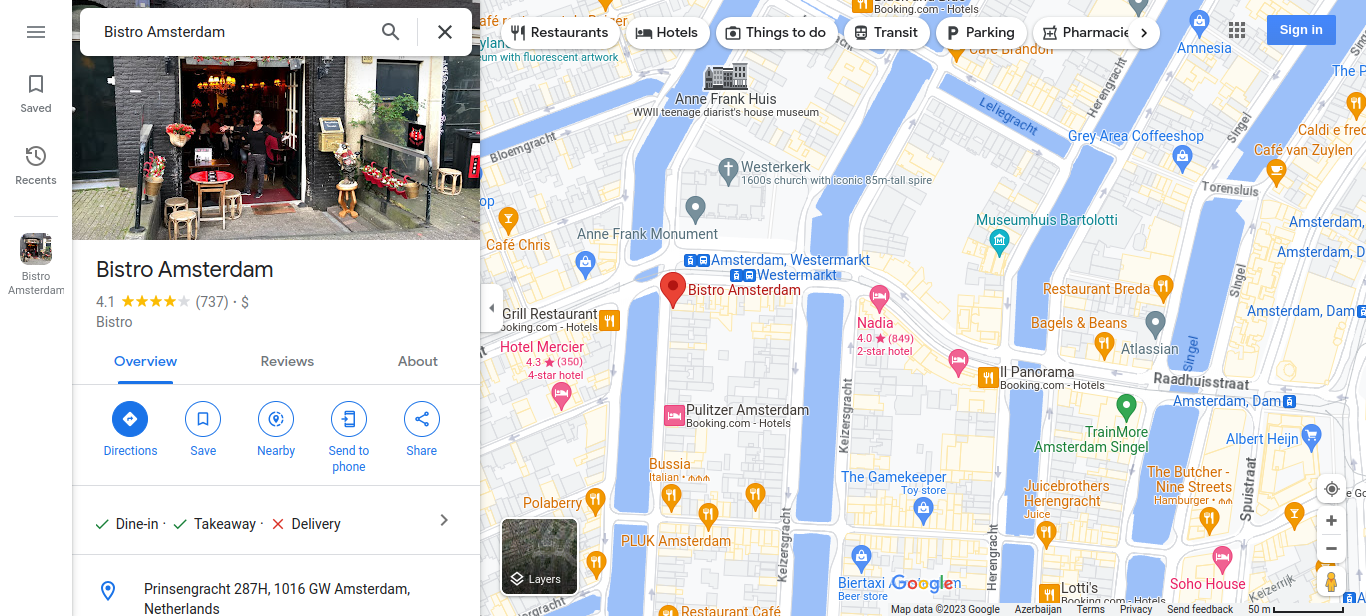 Bistro Amsterdam
Saved
Recents
Bistro
Amsterdam
Bistro Amsterdam
4.1
(737) · $
Bistro
Overview
Reviews
About
Directions
Save
Nearby
Send to
phone
Share
Dine-in ·
Takeaway ·
Delivery
Prinsengracht 287H, 1016 GW Amsterdam,
Netherlands
Restaurants
Hotels
Things to do
Transit
Parking
Pharmacie
Sign in
Booking.com - Hotels
um with fluorescent artwork
Café Brandon
Amnesia
Anne Frank Huis
WWII teenage diarist's house museum
Bloemgracht
Leliegracht
Herengracht
Singel
Grey Area Coffeeshop
Caldi e fred
Café van Zuylen
Westerkerk
1600s church with iconic 85m-tall spire
Torensluis
Café Chris
Anne Frank Monument
Museumhuis Bartolotti
Amsterdam,
Amsterdam, D
Amsterdam, Westermarkt
Westermarkt
Bistro Amsterdam
Singel
Restaurant Breda
Nadia
4.0 ★ (849)
2-star hotel
Grill Restaurant
ooking.com - Hotels
Bagels & Beans
Amsterdam, Dam
Hotel Mercier
4.3 ★ (350)
4-star hotel
Atlassian
Singel
Il Panorama
Booking.com - Hotels
Raadhuisstraat
Amsterdam, Dam
Pulitzer Amsterdam
Booking.com - Hotels
Keizersgracht
TrainMore
Amsterdam Singel
Albert Heijn
Bussia
Italian
The Gamekeeper
Toy store
Juicebrothers
Herengracht
Juice
The Butcher -
Nine Streets
Hamburger
Spuistraat
Polaberry
PLUK Amsterdam
Keizersgracht
Herengracht
Layers
Biertaxi
Beer store
Google
Soho House
Keizerrijk
Lotti's
Booking.com - Hotels
Restaurant Café
Map data ©2023 Google
Azerbaijan
Terms
Privacy
Send feedback
50 m